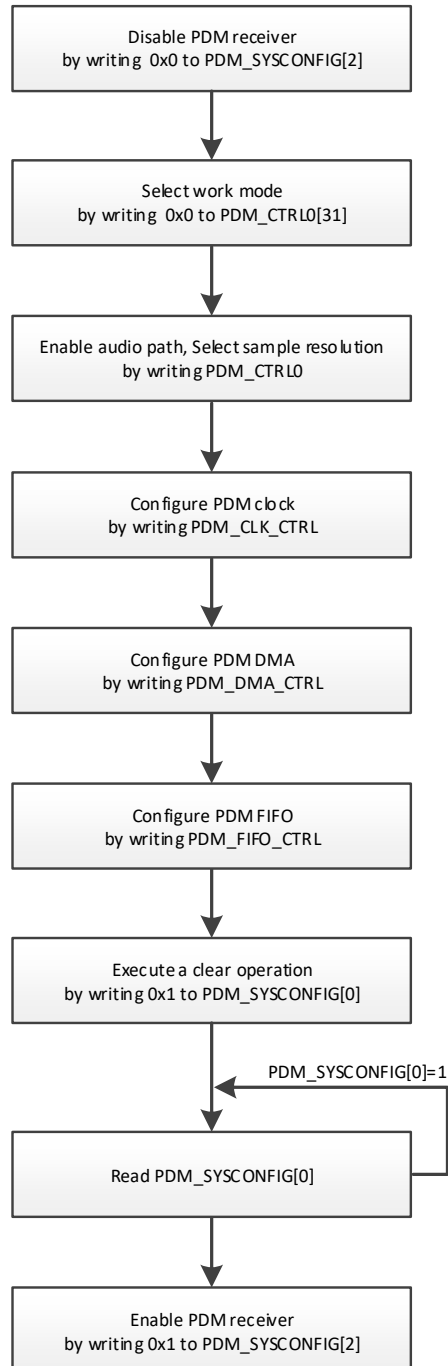 Disable PDM receiver
by writing 0x0 to PDM_SYSCONFIG[2]
Select work mode
by writing 0x0 to PDM_CTRL0[31]
Enable audio path, Select sample resolution
by writing PDM_CTRL0
Configure PDM clock
by writing PDM_CLK_CTRL
Configure PDM DMA
by writing PDM_DMA_CTRL
Configure PDM FIFO
by writing PDM_FIFO_CTRL
Execute a clear operation
by writing 0x1 to PDM_SYSCONFIG[0]
PDM_SYSCONFIG[0]=1
Read PDM_SYSCONFIG[0]
Enable PDM receiver
by writing 0x1 to PDM_SYSCONFIG[2]